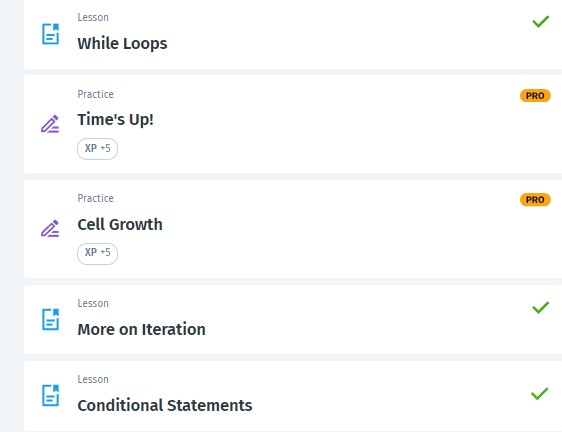 Lesson
While Loops
Practice
PRO
Time's Up!
XP +5
Practice
PRO
Cell Growth
XP +5
Lesson
More on Iteration
Lesson
Conditional Statements